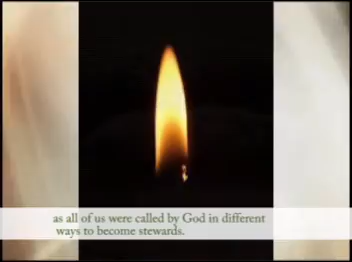 as all of us were called by God in different
ways to become stewards.